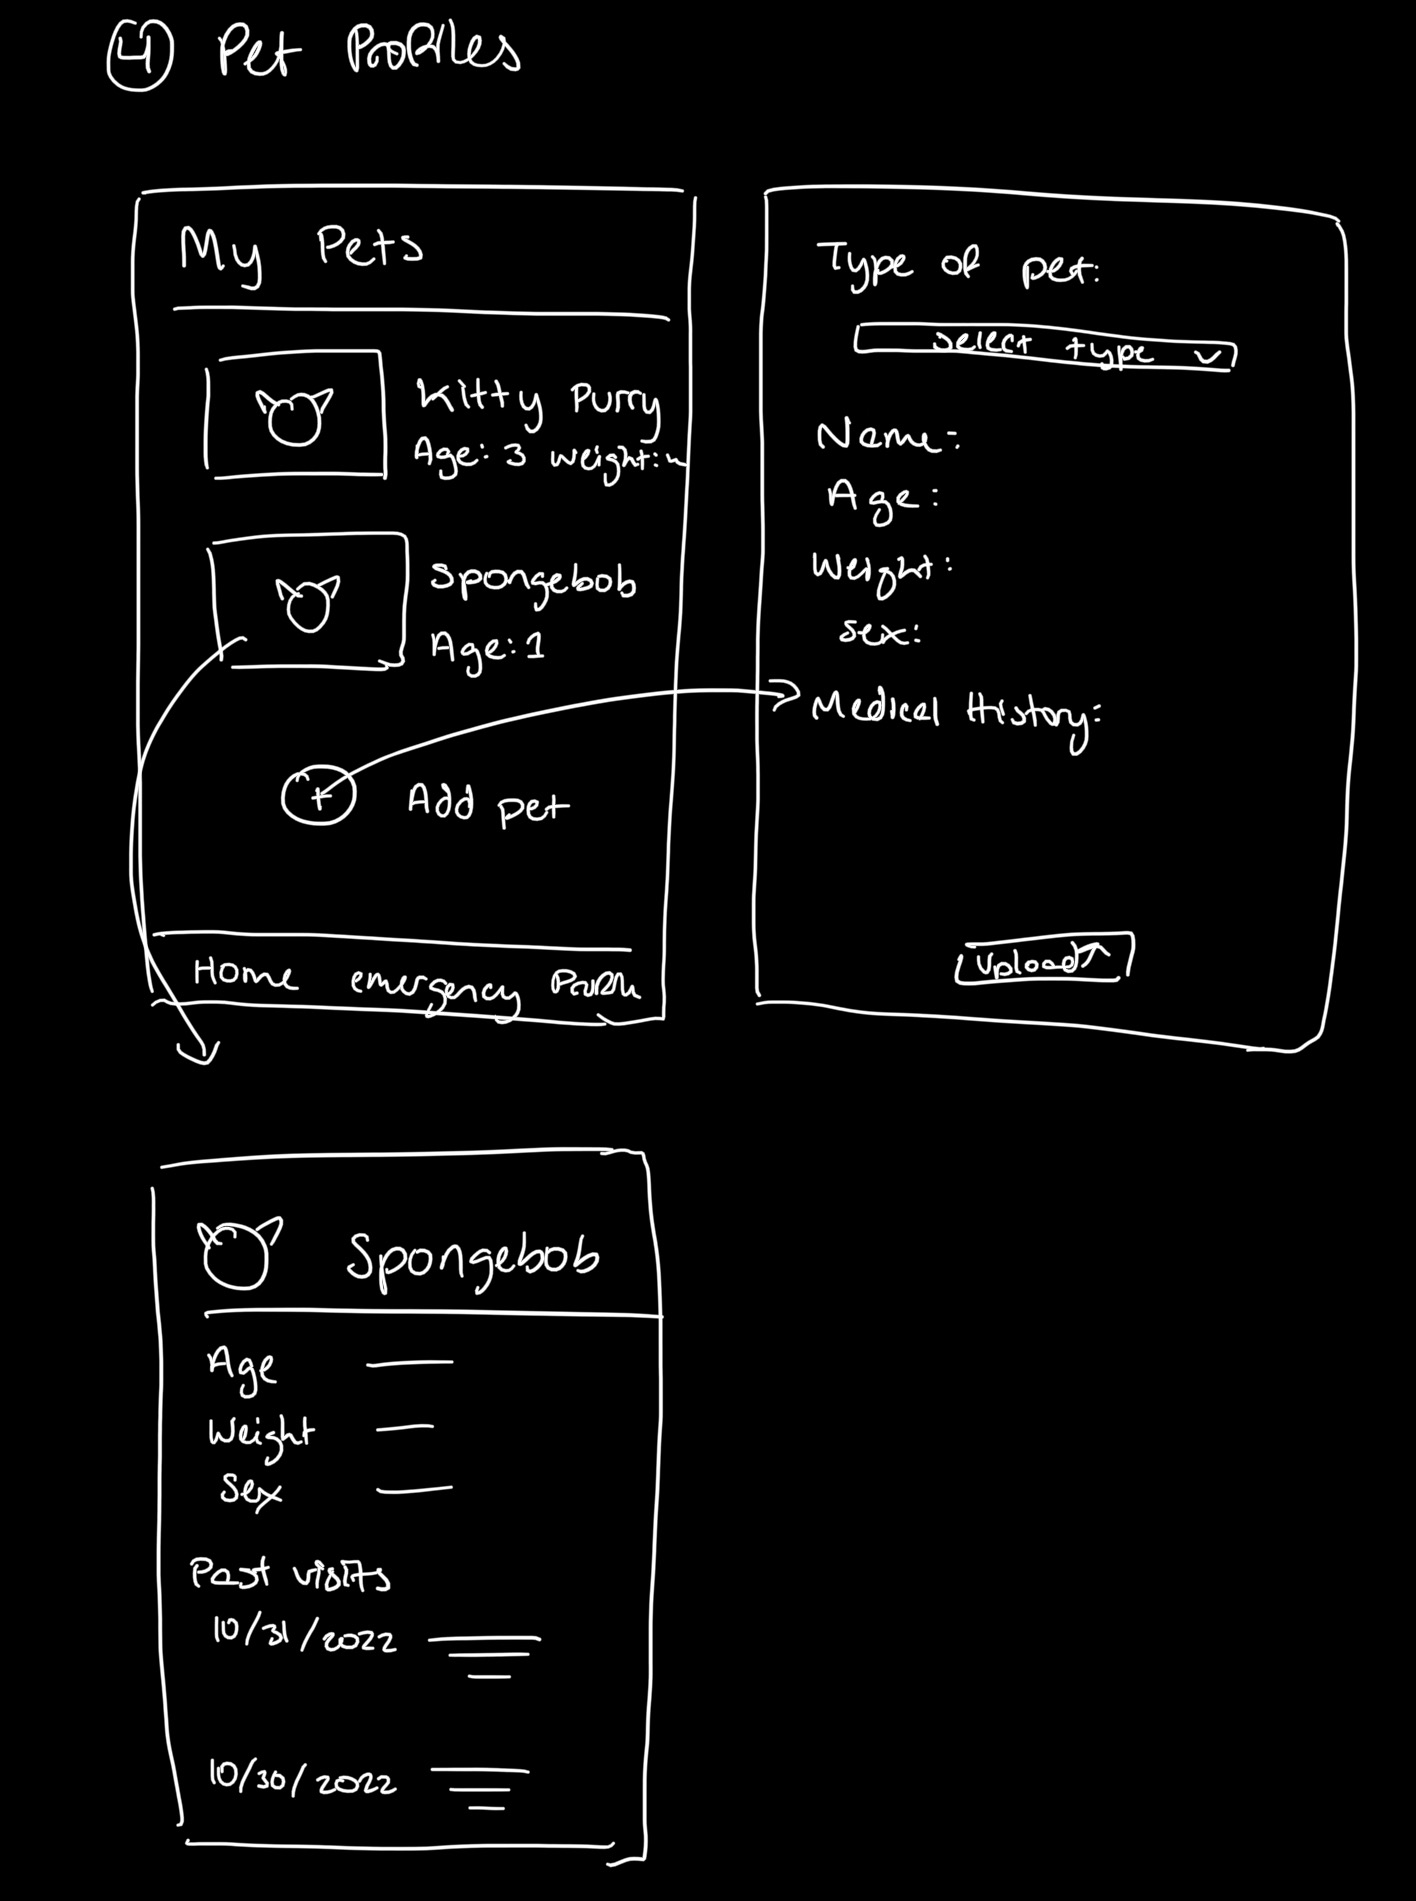 4 Pet Profiles
My Pets
Kitty Purry
Age: 3 weight:
Spongebob
Age: 1
+ Add pet
Home emergency
Type of pet:
select type
Name:
Age:
Weight:
Sex:
Medical History:
Upload
Spongebob
Age
Weight
Sex
Past visits
10/31/2022
10/30/2022